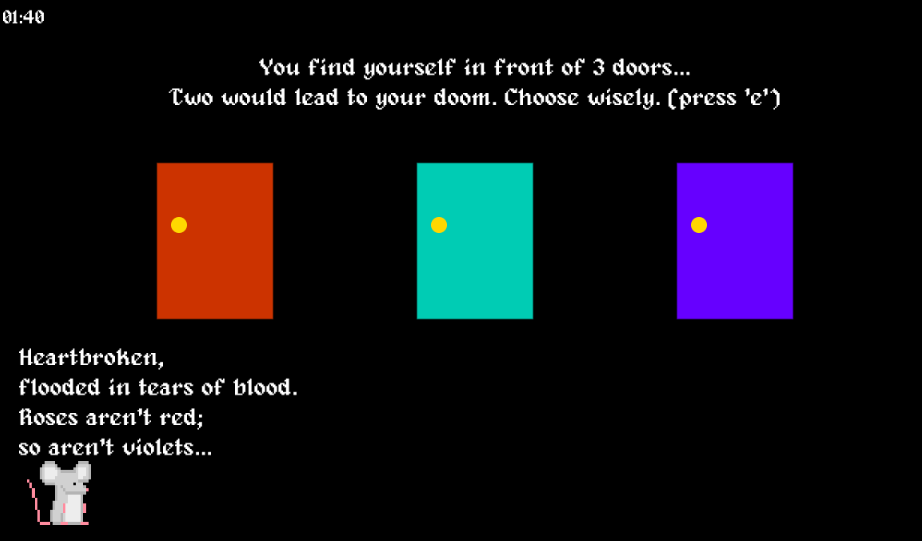 01:40
You find yourself in front of 3 doors...
Two would lead to your doom. Choose wisely. (press 'e')
Heartbroken,
flooded in tears of blood.
Roses aren't red;
so aren't violets...